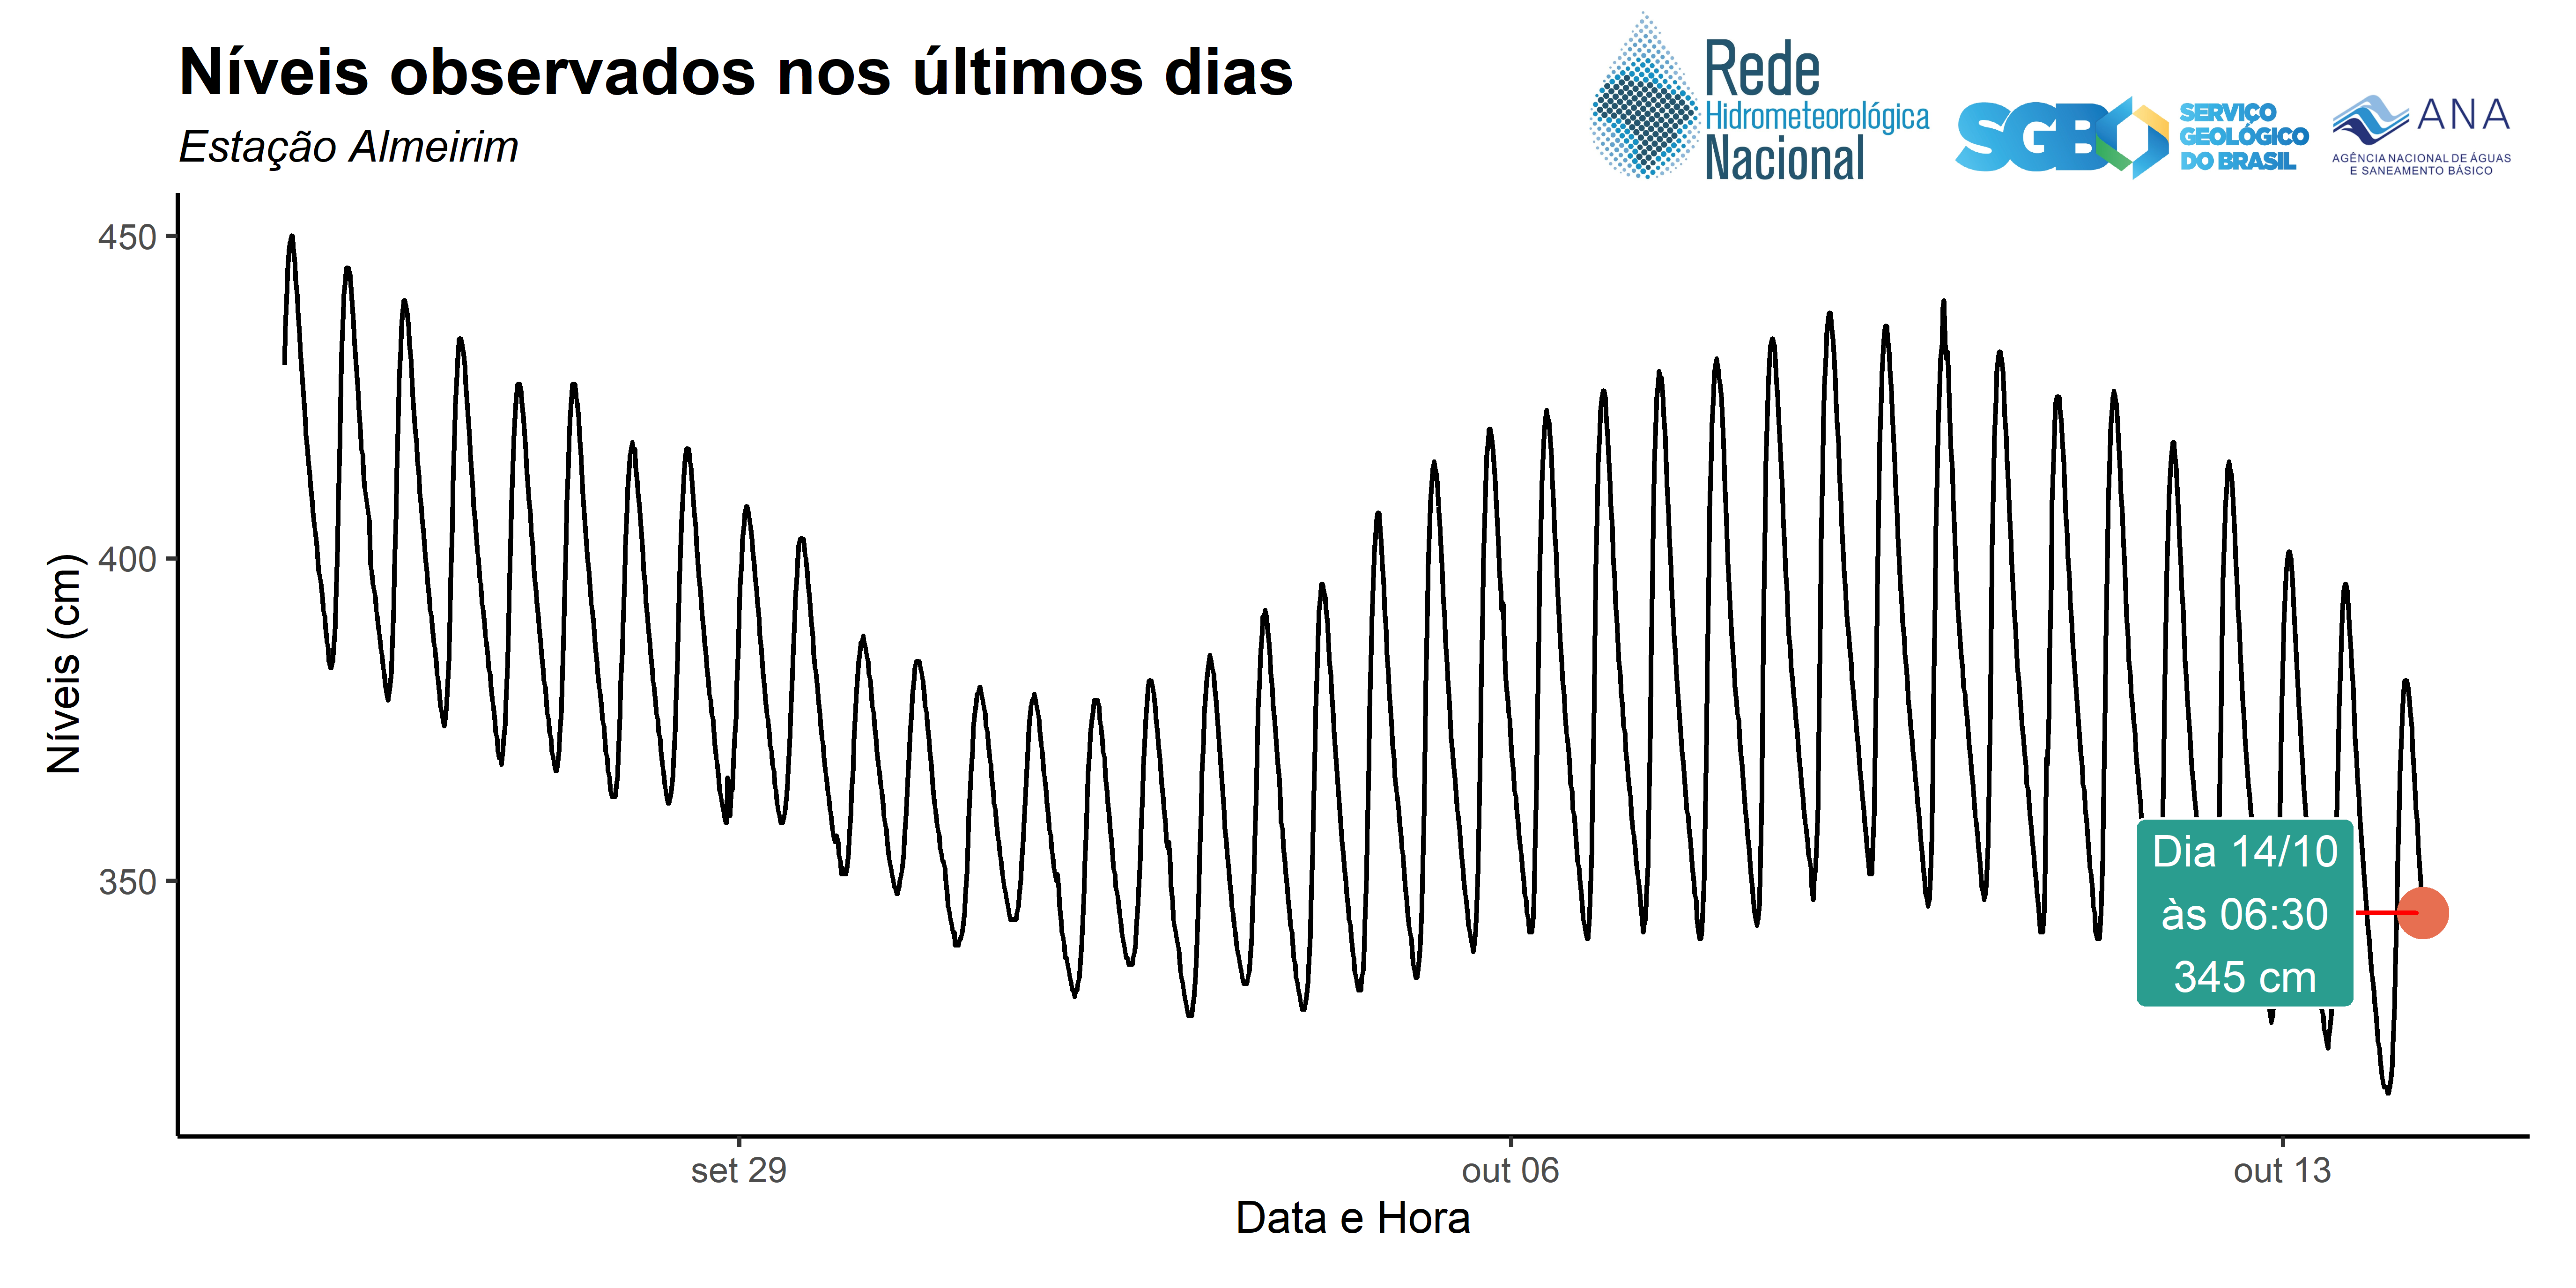 Níveis observados nos últimos dias
Estação Almeirim
Rede
Hidrometeorológica
Nacional
SGB
SERVIÇO
GEOLÓGICO
DO BRASIL
ANA
AGÊNCIA NACIONAL DE ÁGUAS
E SANEAMENTO BÁSICO
450
400
350
Níveis (cm)
Dia 14/10
às 06:30
345 cm
set 29
out 06
out 13
Data e Hora